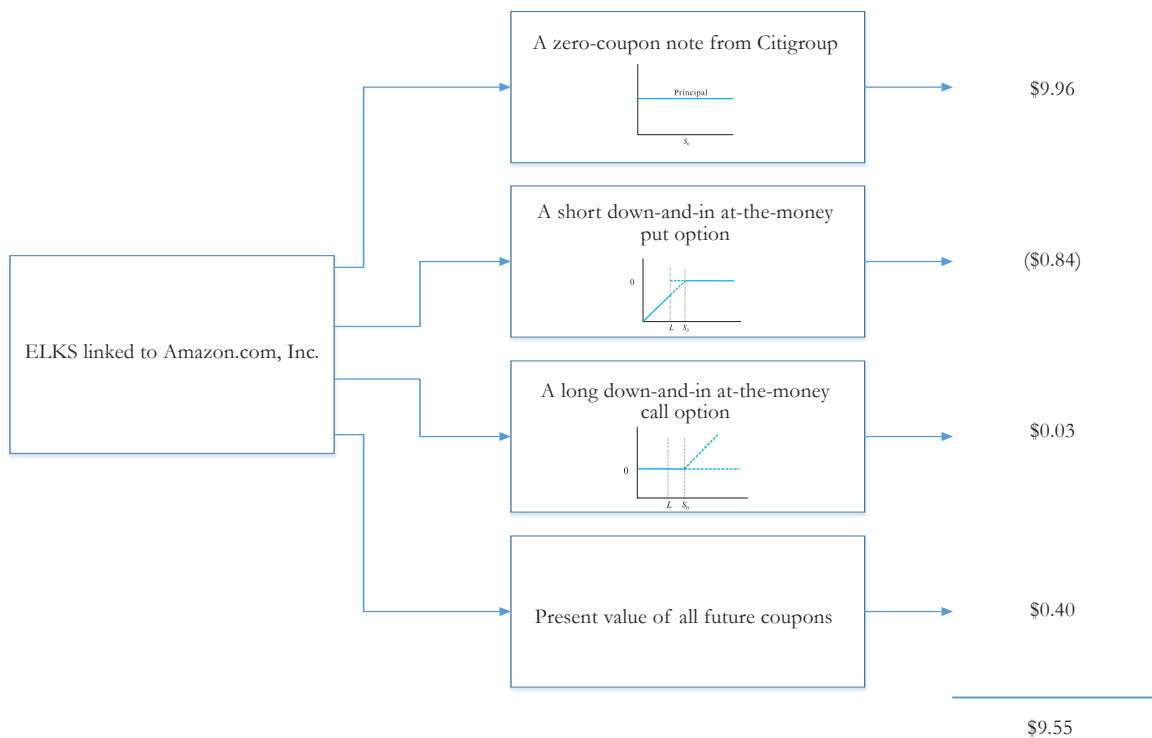 A zero-coupon note from Citigroup
Principal
S₀
$9.96
A short down-and-in at-the-money
put option
0
L S₀
($0.84)
ELKS linked to Amazon.com, Inc.
A long down-and-in at-the-money
call option
0
L S₀
$0.03
Present value of all future coupons
$0.40
$9.55